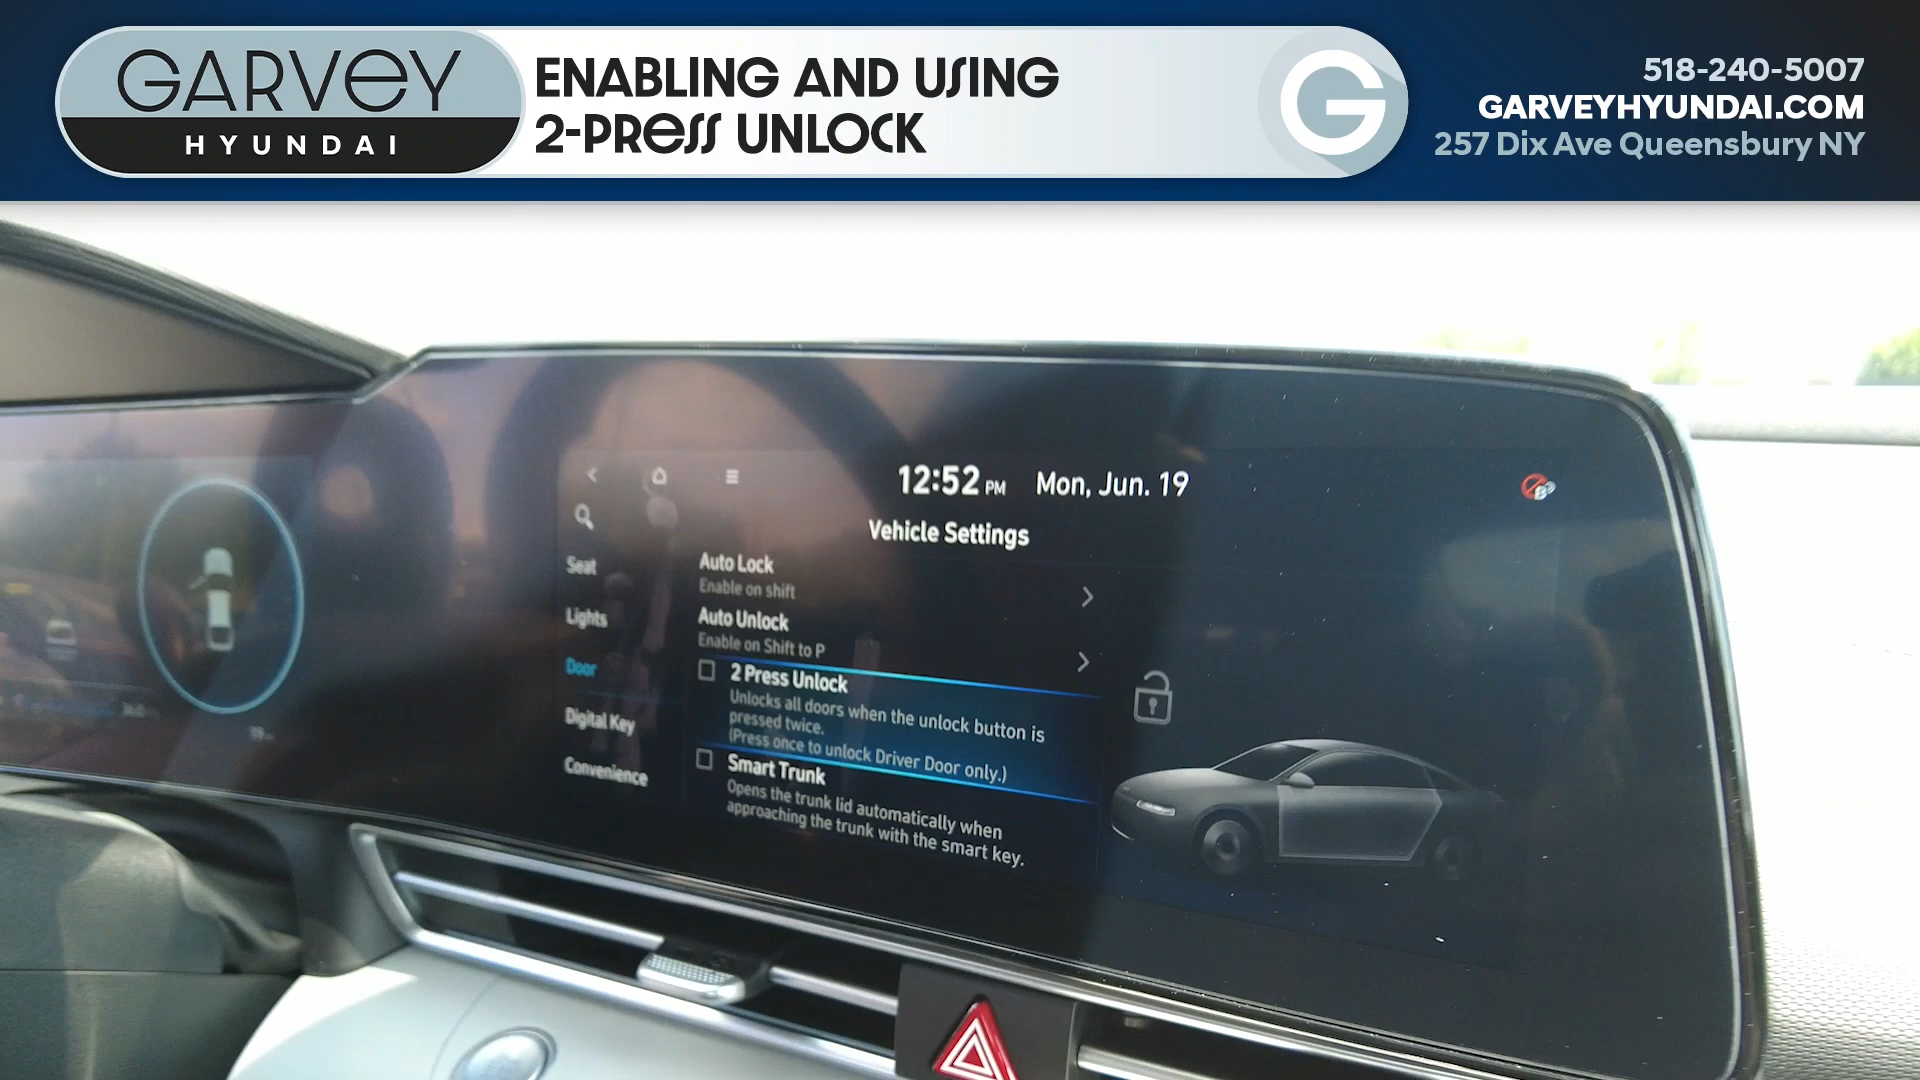 GARVEY
HYUNDAI
ENABLING AND USING
2-PRESS UNLOCK
G
518-240-5007
GARVEYHYUNDAI.COM
257 Dix Ave Queensbury NY
12:52 PM Mon, Jun. 19
Vehicle Settings
Seat
Lights
Door
Digital Key
Convenience
Auto Lock
Enable on shift
Auto Unlock
Enable on Shift to P
2 Press Unlock
Unlocks all doors when the unlock button is
pressed twice.
(Press once to unlock Driver Door only.)
Smart Trunk
Opens the trunk lid automatically when
approaching the trunk with the smart key.